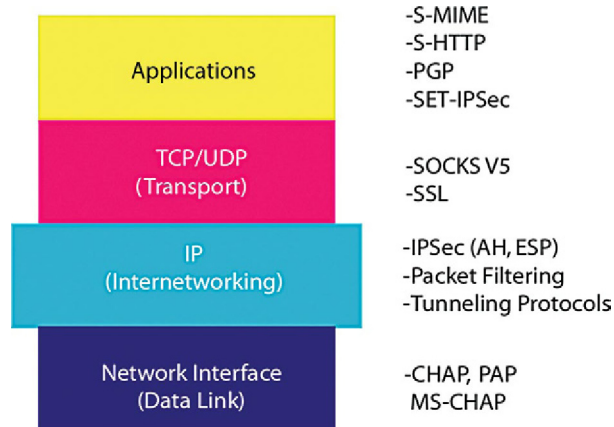 Applications
-S-MIME
-S-HTTP
-PGP
-SET-IPSec
TCP/UDP
(Transport)
-SOCKS V5
-SSL
IP
(Internetworking)
-IPSec (AH, ESP)
-Packet Filtering
-Tunneling Protocols
Network Interface
(Data Link)
-CHAP, PAP
MS-CHAP